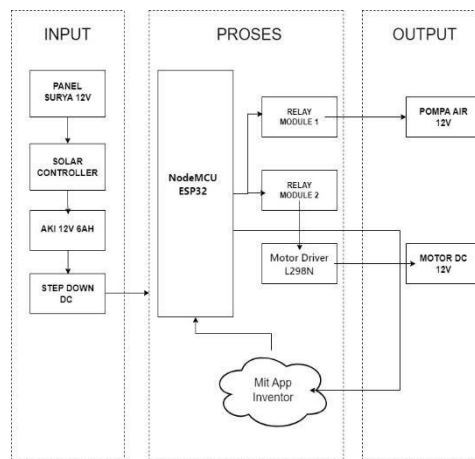 INPUT
PROSES
OUTPUT
PANEL
SURYA 12V
SOLAR
CONTROLLER
AKI 12V 6AH
STEP DOWN
DC
NodeMCU
ESP32
RELAY
MODULE 1
RELAY
MODULE 2
Motor Driver
L298N
Mit App
Inventor
POMPA AIR
12V
MOTOR DC
12V